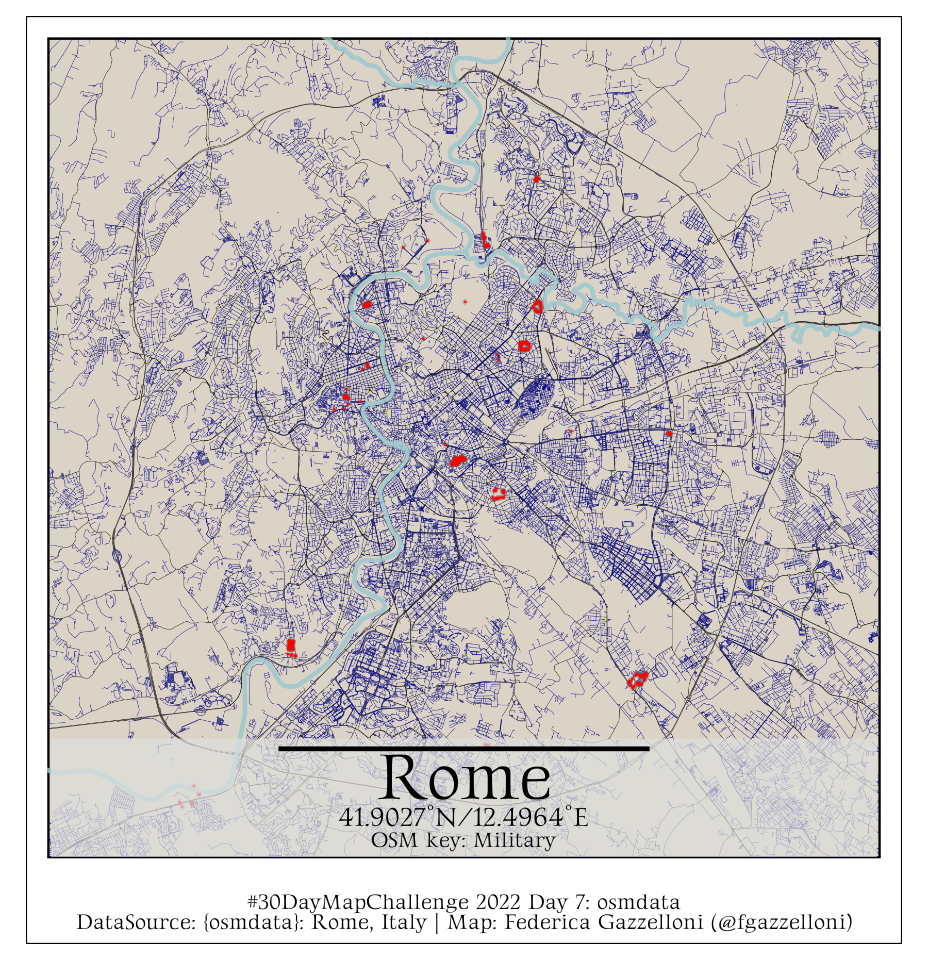 Rome
41.9027°N/12.4964°E
OSM key: Military
#30DayMapChallenge 2022 Day 7: osmdata
DataSource: {osmdata}: Rome, Italy | Map: Federica Gazzelloni (@fgazzelloni)